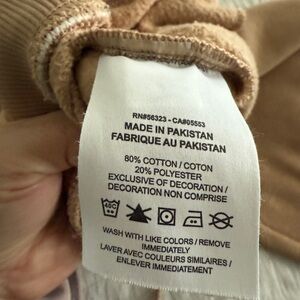 RN#56323 - CA#05553
MADE IN PAKISTAN
FABRIQUE AU PAKISTAN
80% COTTON / COTON
20% POLYESTER
EXCLUSIVE OF DECORATION /
DECORATION NON COMPRISE
WASH WITH LIKE COLORS / REMOVE
IMMEDIATELY
LAVER AVEC COULEURS SIMILAIRES /
ENLEVER IMMEDIATEMENT